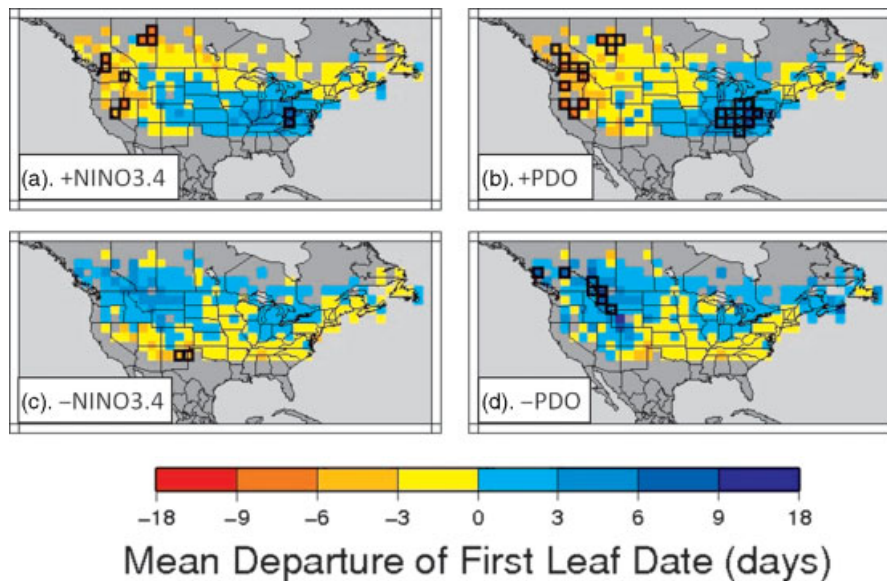 (a). +NINO3.4
(b). +PDO
(c). −NINO3.4
(d). −PDO
−18 −9 −6 −3 0 3 6 9 18
Mean Departure of First Leaf Date (days)